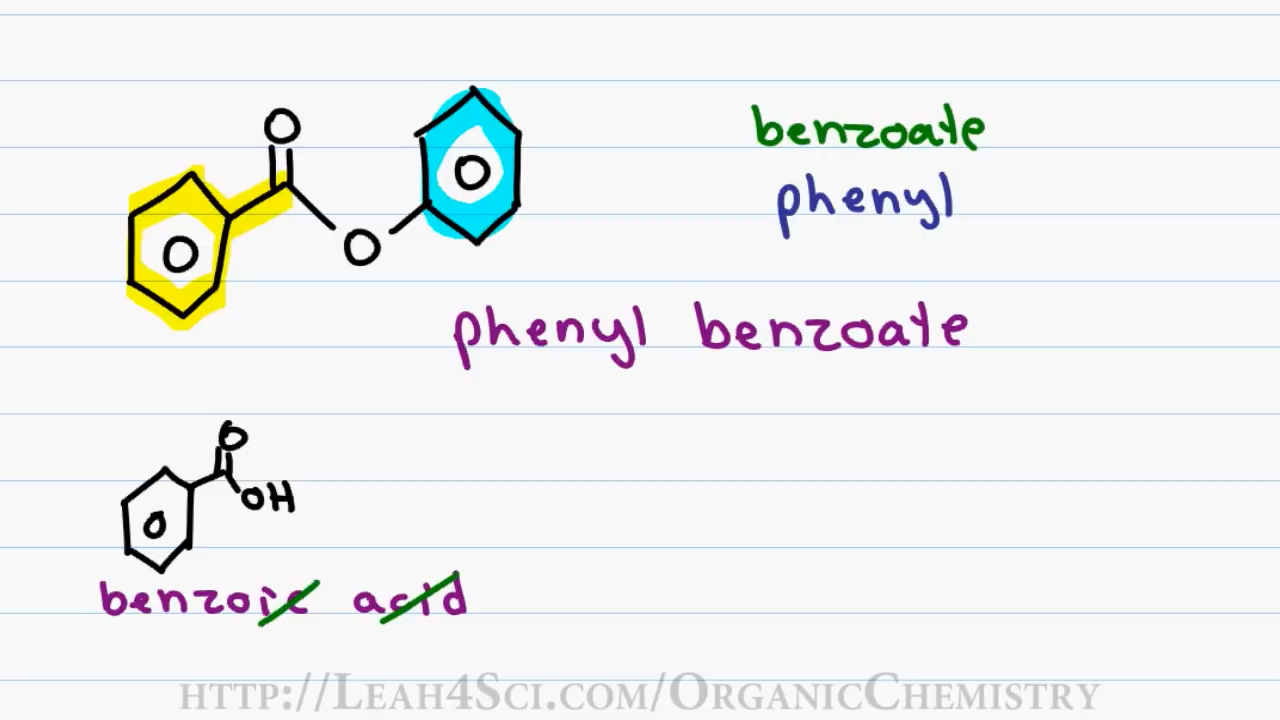 O
O
O
O
benzoate
phenyl
phenyl benzoate
O
O
OH
benzoic acid
http://Leah4Sci.com/OrganicChemistry